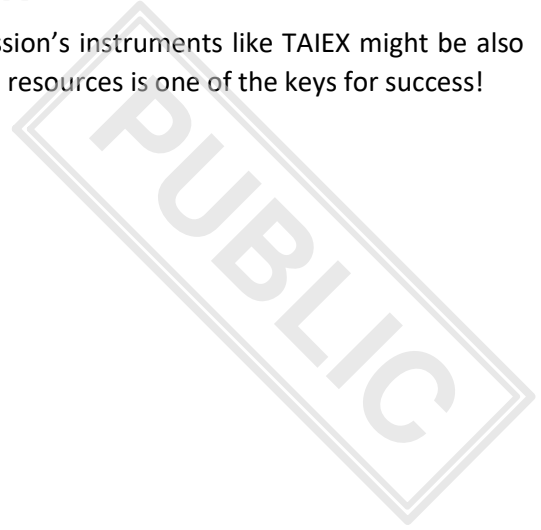 ssion’s instruments like TAIEX might be also
resources is one of the keys for success!
PUBLIC